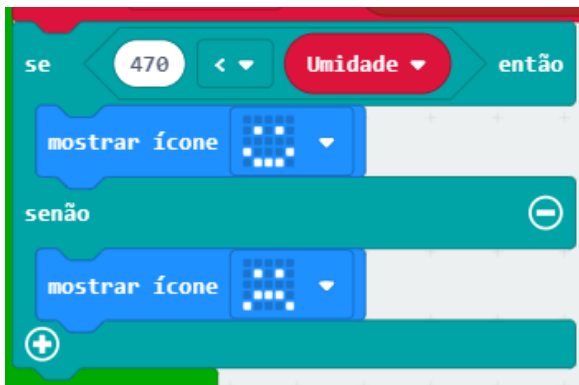 se 470 < Umidade então
mostrar ícone
senão
mostrar ícone